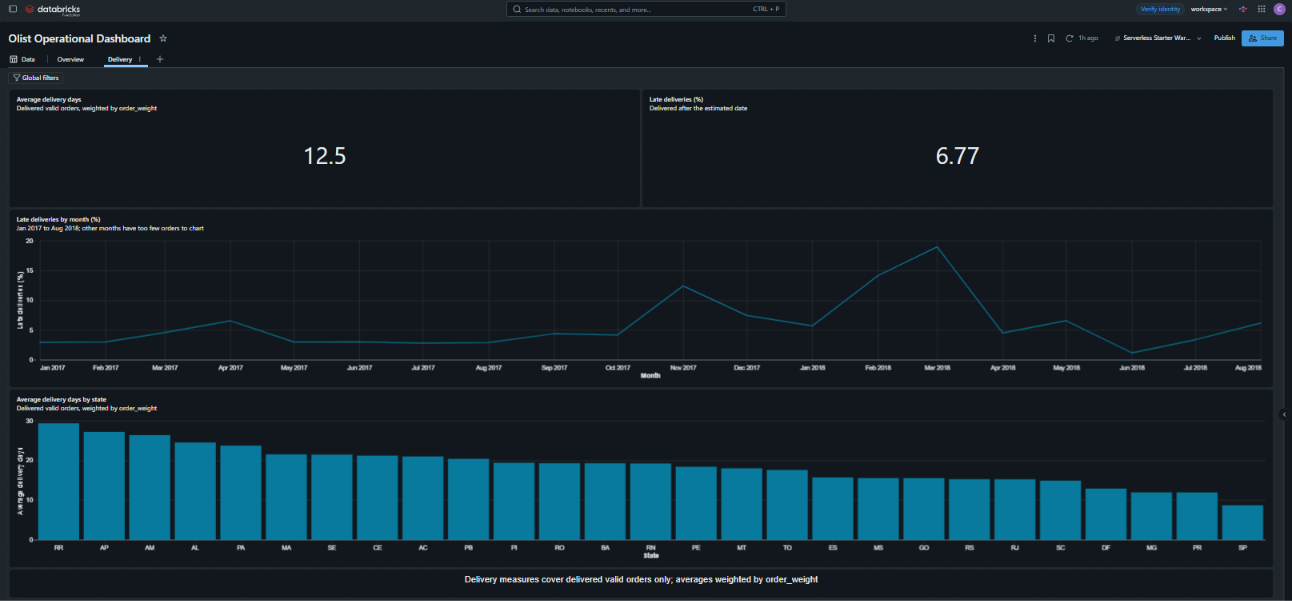 databricks
Free Edition
Search data, notebooks, recents, and more...
CTRL + P
Verify identity
workspace
C
Olist Operational Dashboard
1h ago
Serverless Starter War...
Publish
Share
Data
Overview
Delivery
Global filters
Average delivery days
Delivered valid orders, weighted by order_weight
12.5
Late deliveries (%)
Delivered after the estimated date
6.77
Late deliveries by month (%)
Jan 2017 to Aug 2018; other months have too few orders to chart
Late deliveries (%)
20
15
10
5
0
Jan 2017 Feb 2017 Mar 2017 Apr 2017 May 2017 Jun 2017 Jul 2017 Aug 2017 Sep 2017 Oct 2017 Nov 2017 Dec 2017 Jan 2018 Feb 2018 Mar 2018 Apr 2018 May 2018 Jun 2018 Jul 2018 Aug 2018
Month
Average delivery days by state
Delivered valid orders, weighted by order_weight
Average delivery days
30
20
10
0
RR AP AM AL PA MA SE CE AC PB PI RO BA RN PE MT TO ES MS GO RS RJ SC DF MG PR SP
State
Delivery measures cover delivered valid orders only; averages weighted by order_weight